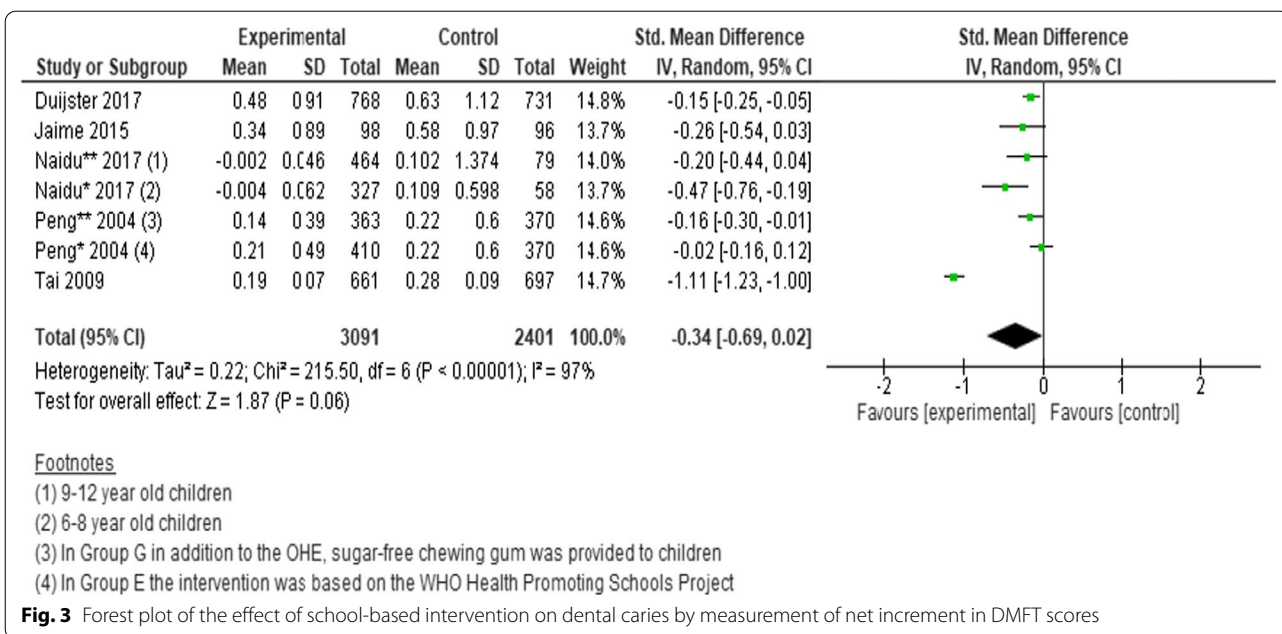 Experimental Control Std. Mean Difference Std. Mean Difference
Study or Subgroup Mean SD Total Mean SD Total Weight IV, Random, 95% CI IV, Random, 95% CI
Duijster 2017 0.48 0.91 768 0.63 1.12 731 14.8% -0.15 [-0.25, -0.05]
Jaime 2015 0.34 0.89 98 0.58 0.97 96 13.7% -0.26 [-0.54, 0.03]
Naidu** 2017 (1) -0.002 0.046 464 0.102 1.374 79 14.0% -0.20 [-0.44, 0.04]
Naidu* 2017 (2) -0.004 0.062 327 0.109 0.598 58 13.7% -0.47 [-0.76, -0.19]
Peng** 2004 (3) 0.14 0.39 363 0.22 0.6 370 14.6% -0.16 [-0.30, -0.01]
Peng* 2004 (4) 0.21 0.49 410 0.22 0.6 370 14.6% -0.02 [-0.16, 0.12]
Tai 2009 0.19 0.07 661 0.28 0.09 697 14.7% -1.11 [-1.23, -1.00]
Total (95% CI) 3091 2401 100.0% -0.34 [-0.69, 0.02]
Heterogeneity: Tau² = 0.22; Chi² = 215.50, df = 6 (P < 0.00001); I² = 97%
Test for overall effect: Z = 1.87 (P = 0.06)
-2 -1 0 1 2
Favours [experimental] Favours [control]
Footnotes
(1) 9-12 year old children
(2) 6-8 year old children
(3) In Group G in addition to the OHE, sugar-free chewing gum was provided to children
(4) In Group E the intervention was based on the WHO Health Promoting Schools Project
Fig. 3 Forest plot of the effect of school-based intervention on dental caries by measurement of net increment in DMFT scores